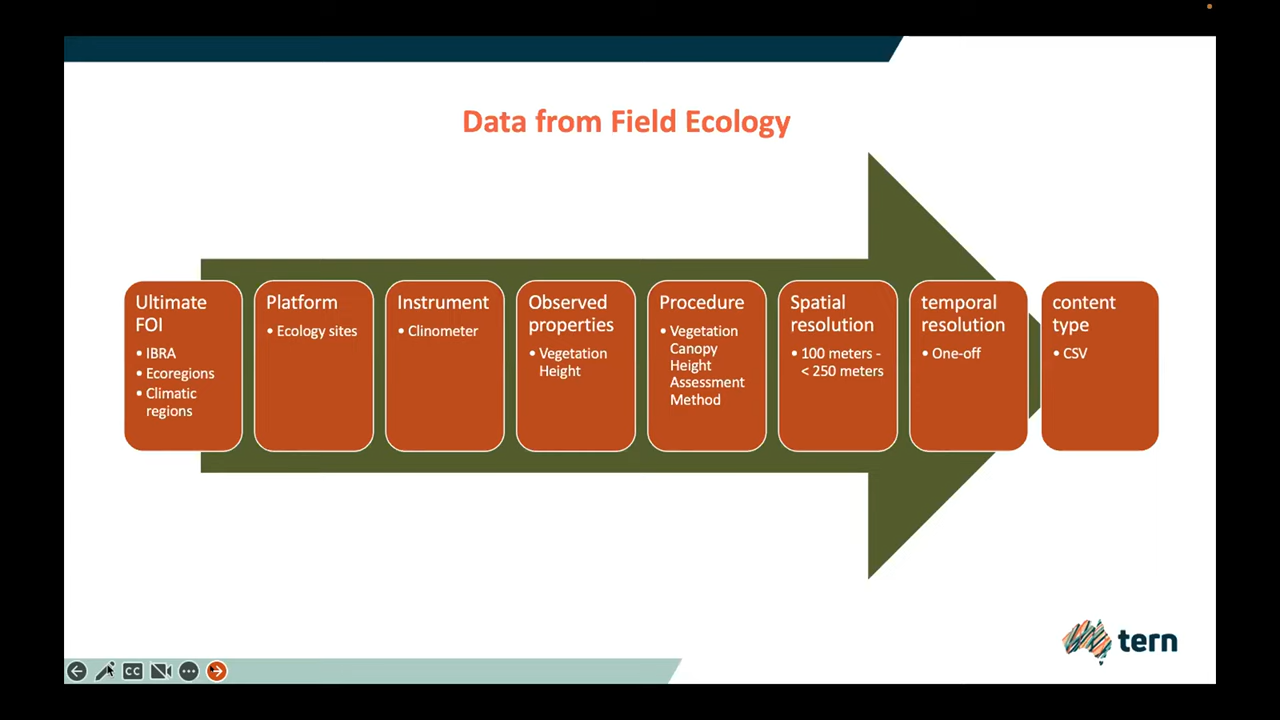 Data from Field Ecology
Ultimate
FOI
• IBRA
• Ecoregions
• Climatic
regions
Platform
• Ecology sites
Instrument
• Clinometer
Observed
properties
• Vegetation
Height
Procedure
• Vegetation
Canopy
Height
Assessment
Method
Spatial
resolution
• 100 meters -
< 250 meters
temporal
resolution
• One-off
content
type
• CSV
tern
CC